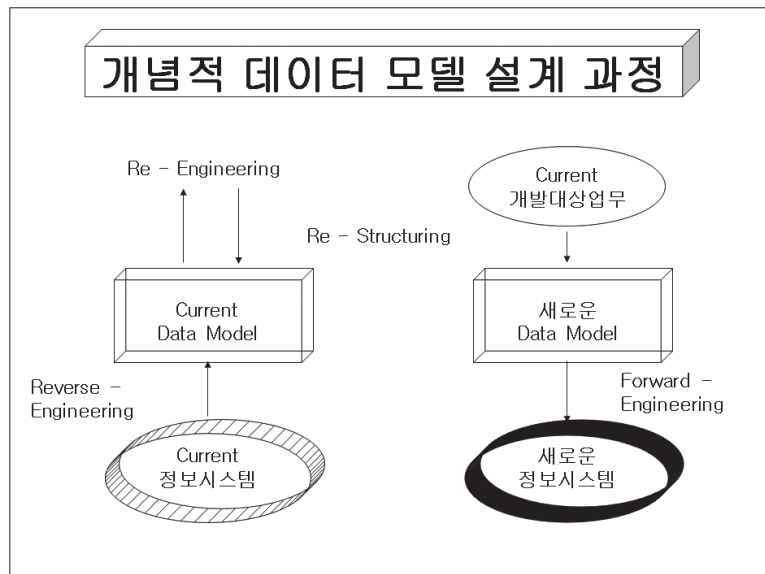 개념적 데이터 모델 설계 과정
Re - Engineering
Current
개발대상업무
Re - Structuring
Current
Data Model
새로운
Data Model
Reverse -
Engineering
Forward -
Engineering
Current
정보시스템
새로운
정보시스템